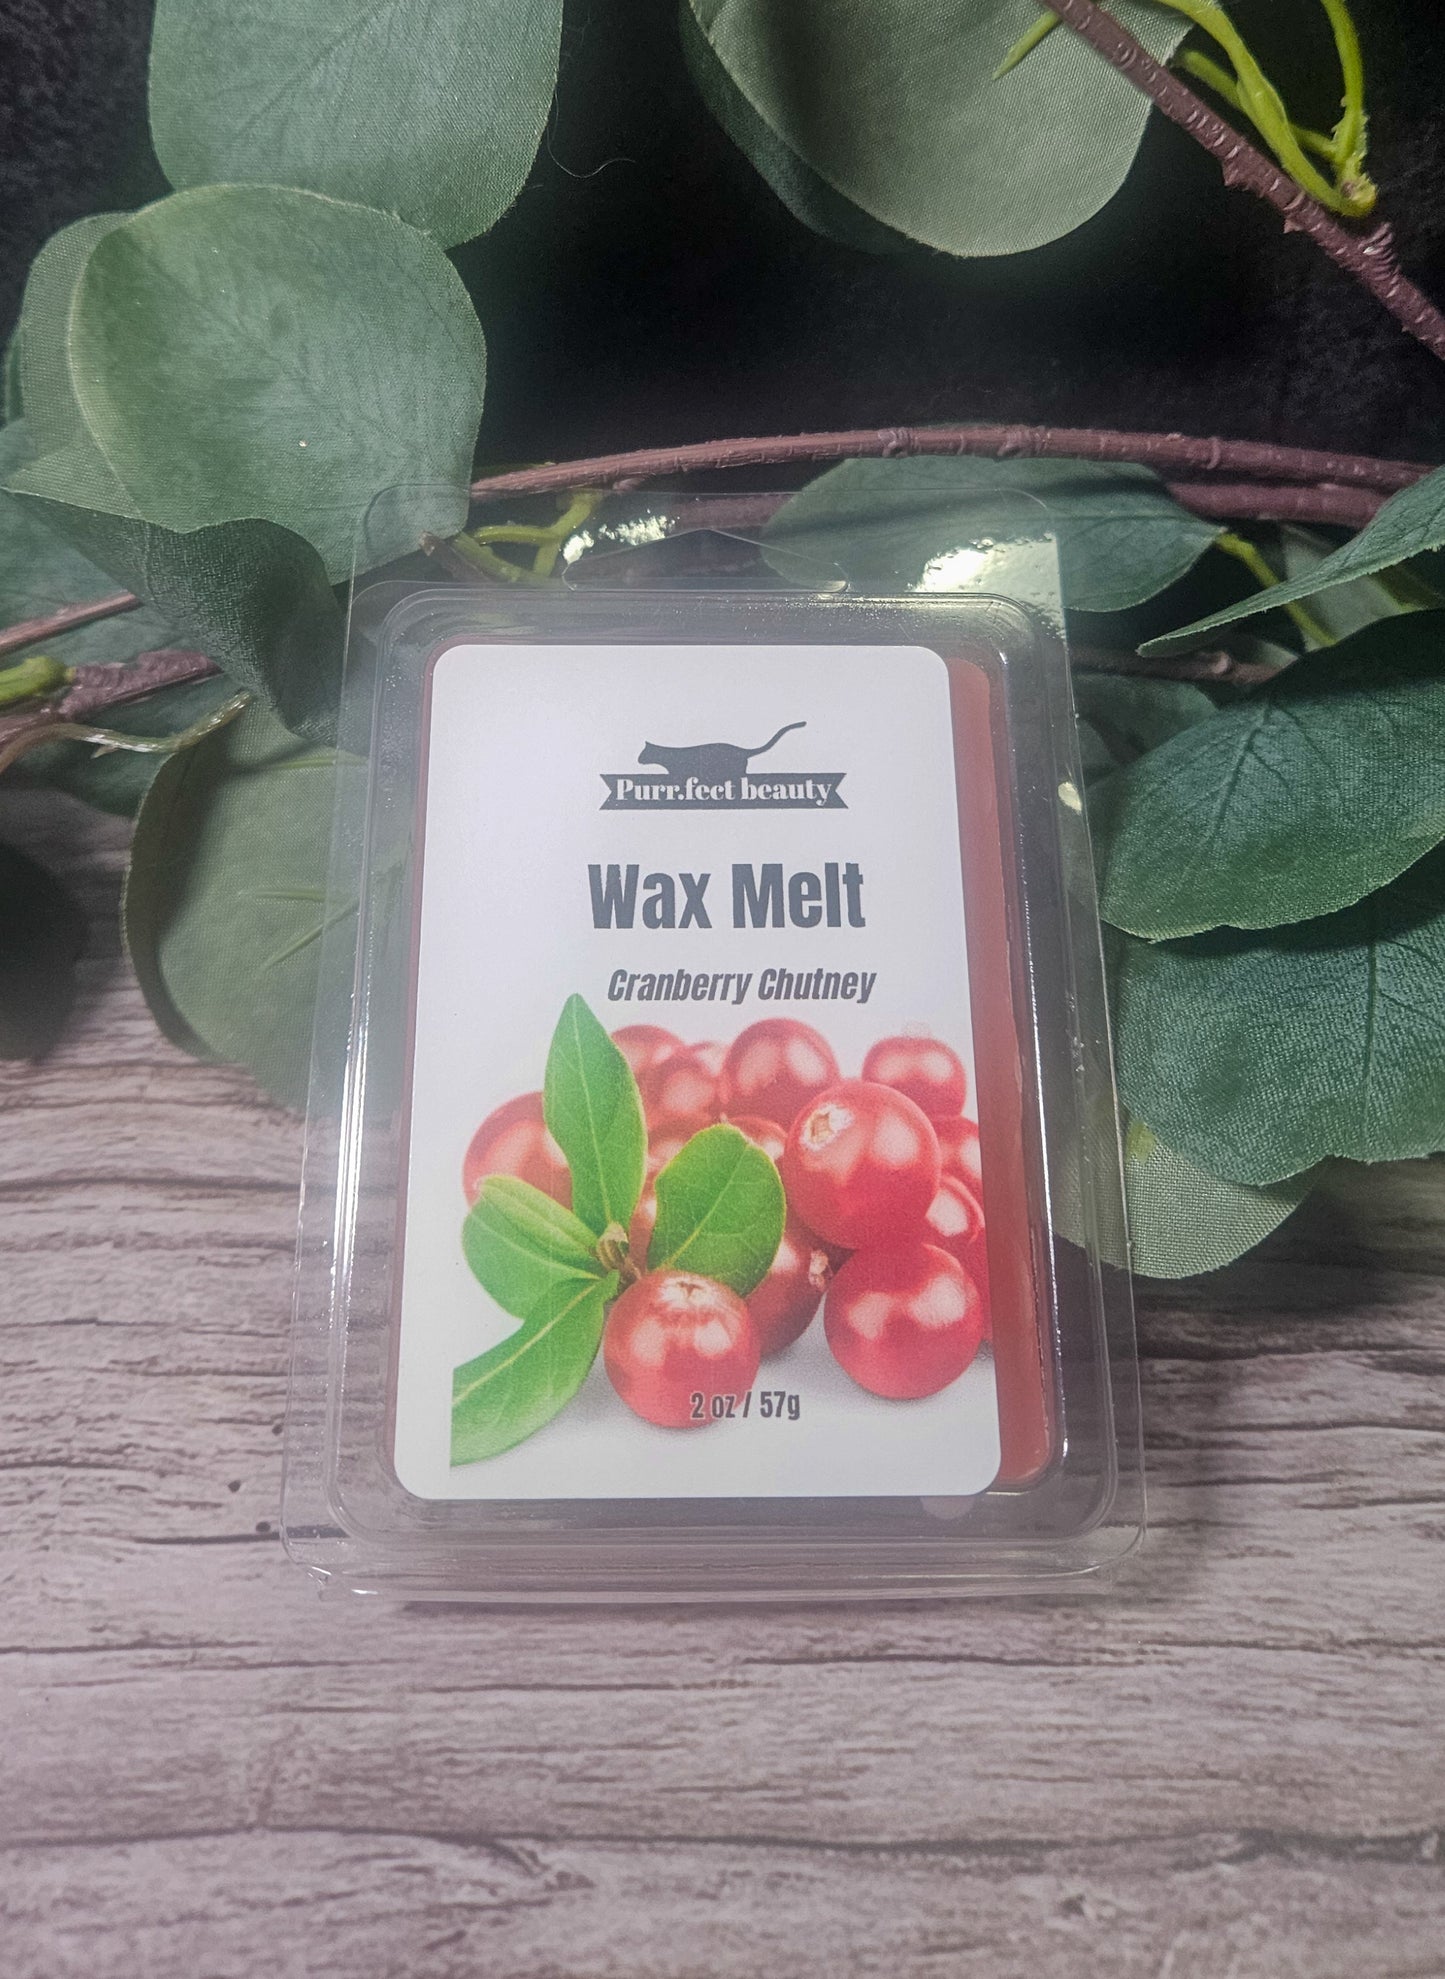 Purr.fect beauty
Wax Melt
Cranberry Chutney
2 oz / 57g